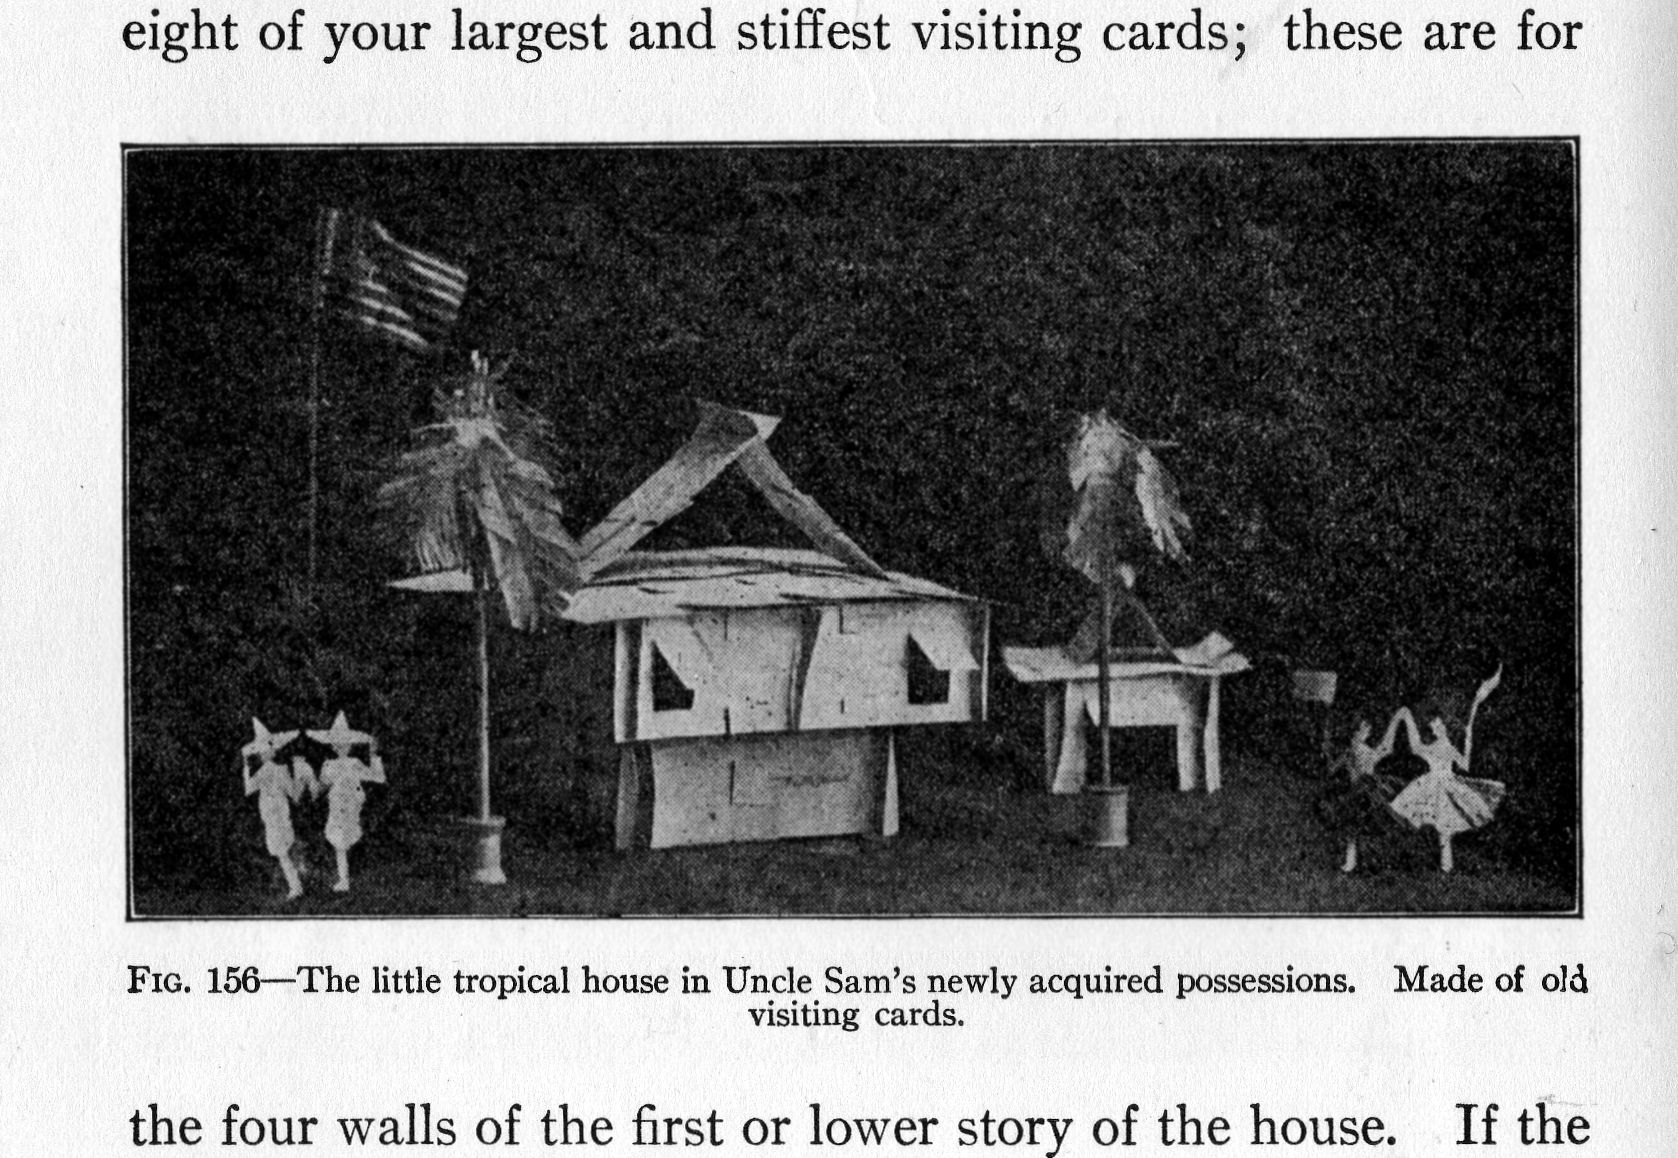 eight of your largest and stiffest visiting cards; these are for
FIG. 156—The little tropical house in Uncle Sam's newly acquired possessions. Made of old
visiting cards.
the four walls of the first or lower story of the house. If the